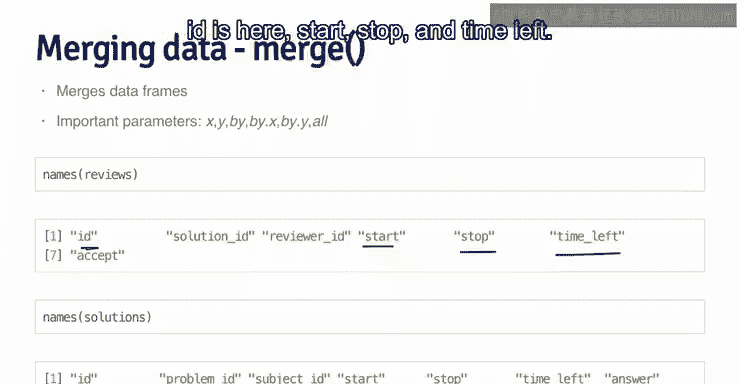 id is here, start, stop, and time left.
Merging data - merge()
· Merges data frames
· Important parameters: x,y,by,by.x,by.y,all
names(reviews)
[1] "id" "solution_id" "reviewer_id" "start" "stop" "time_left"
[7] "accept"
names(solutions)
[1] "id" "problem_id" "subject_id" "start" "stop" "time_left" "answer"